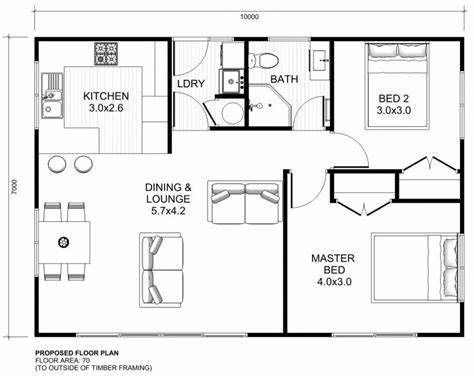 10000
7000
KITCHEN
3.0x2.6
LDRY
BATH
BED 2
3.0x3.0
DINING &
LOUNGE
5.7x4.2
MASTER
BED
4.0x3.0
PROPOSED FLOOR PLAN
FLOOR AREA: 70
(TO OUTSIDE OF TIMBER FRAMING)